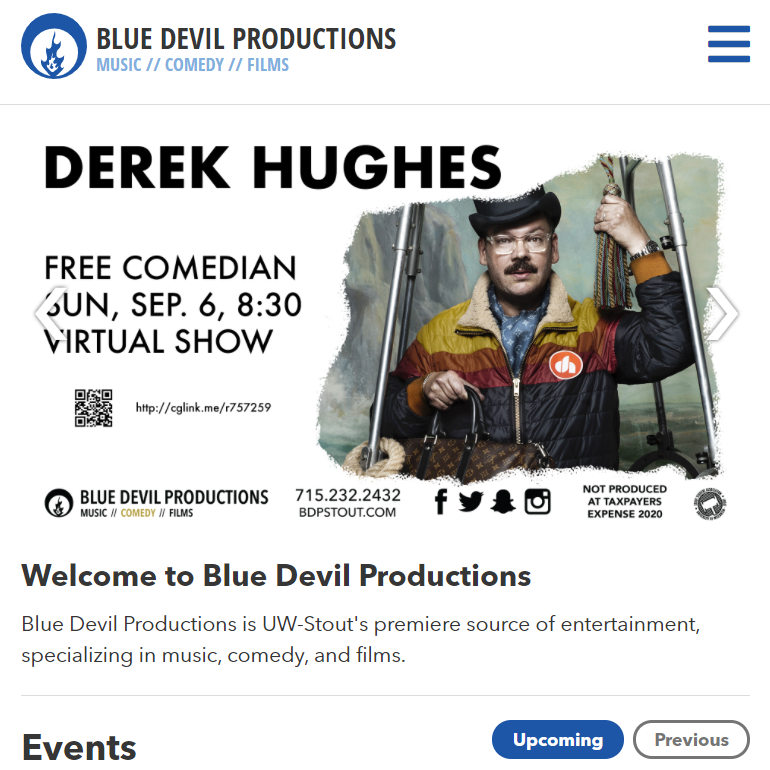 BLUE DEVIL PRODUCTIONS
MUSIC // COMEDY // FILMS
DEREK HUGHES
FREE COMEDIAN
SUN, SEP. 6, 8:30
VIRTUAL SHOW
http://cglink.me/r757259
BLUE DEVIL PRODUCTIONS
MUSIC // COMEDY // FILMS
715.232.2432
BDPSTOUT.COM
NOT PRODUCED
AT TAXPAYERS
EXPENSE 2020
Welcome to Blue Devil Productions
Blue Devil Productions is UW-Stout's premiere source of entertainment,
specializing in music, comedy, and films.
Events
Upcoming
Previous